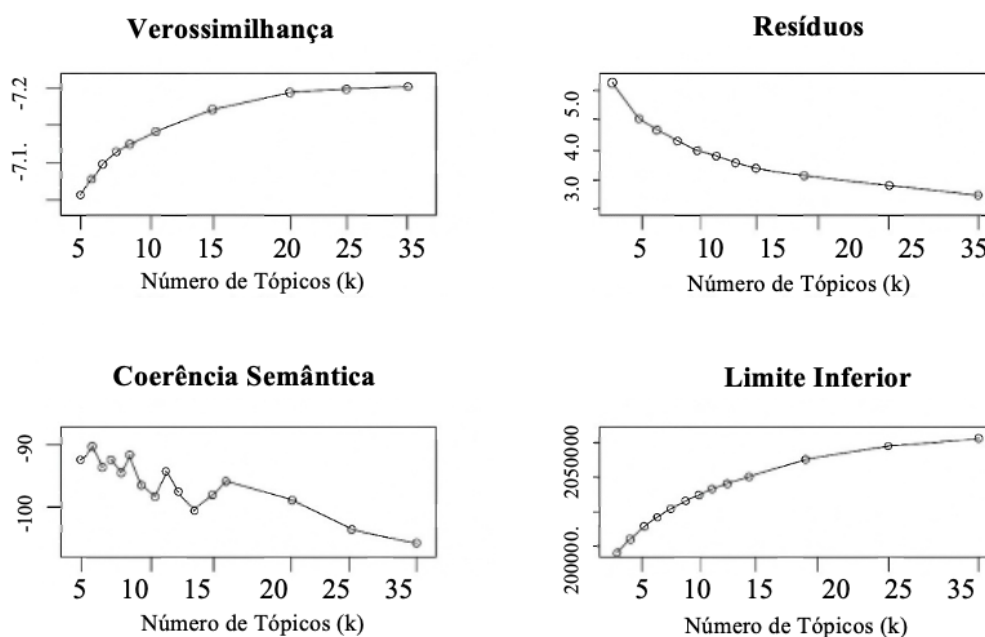 Verossimilhança
-7.2
-7.1.
5 10 15 20 25 35
Número de Tópicos (k)
Resíduos
5.0
4.0
3.0
5 10 15 20 25 35
Número de Tópicos (k)
Coerência Semântica
-90
-100
5 10 15 20 25 35
Número de Tópicos (k)
Limite Inferior
2050000
200000.
5 10 15 20 25 35
Número de Tópicos (k)